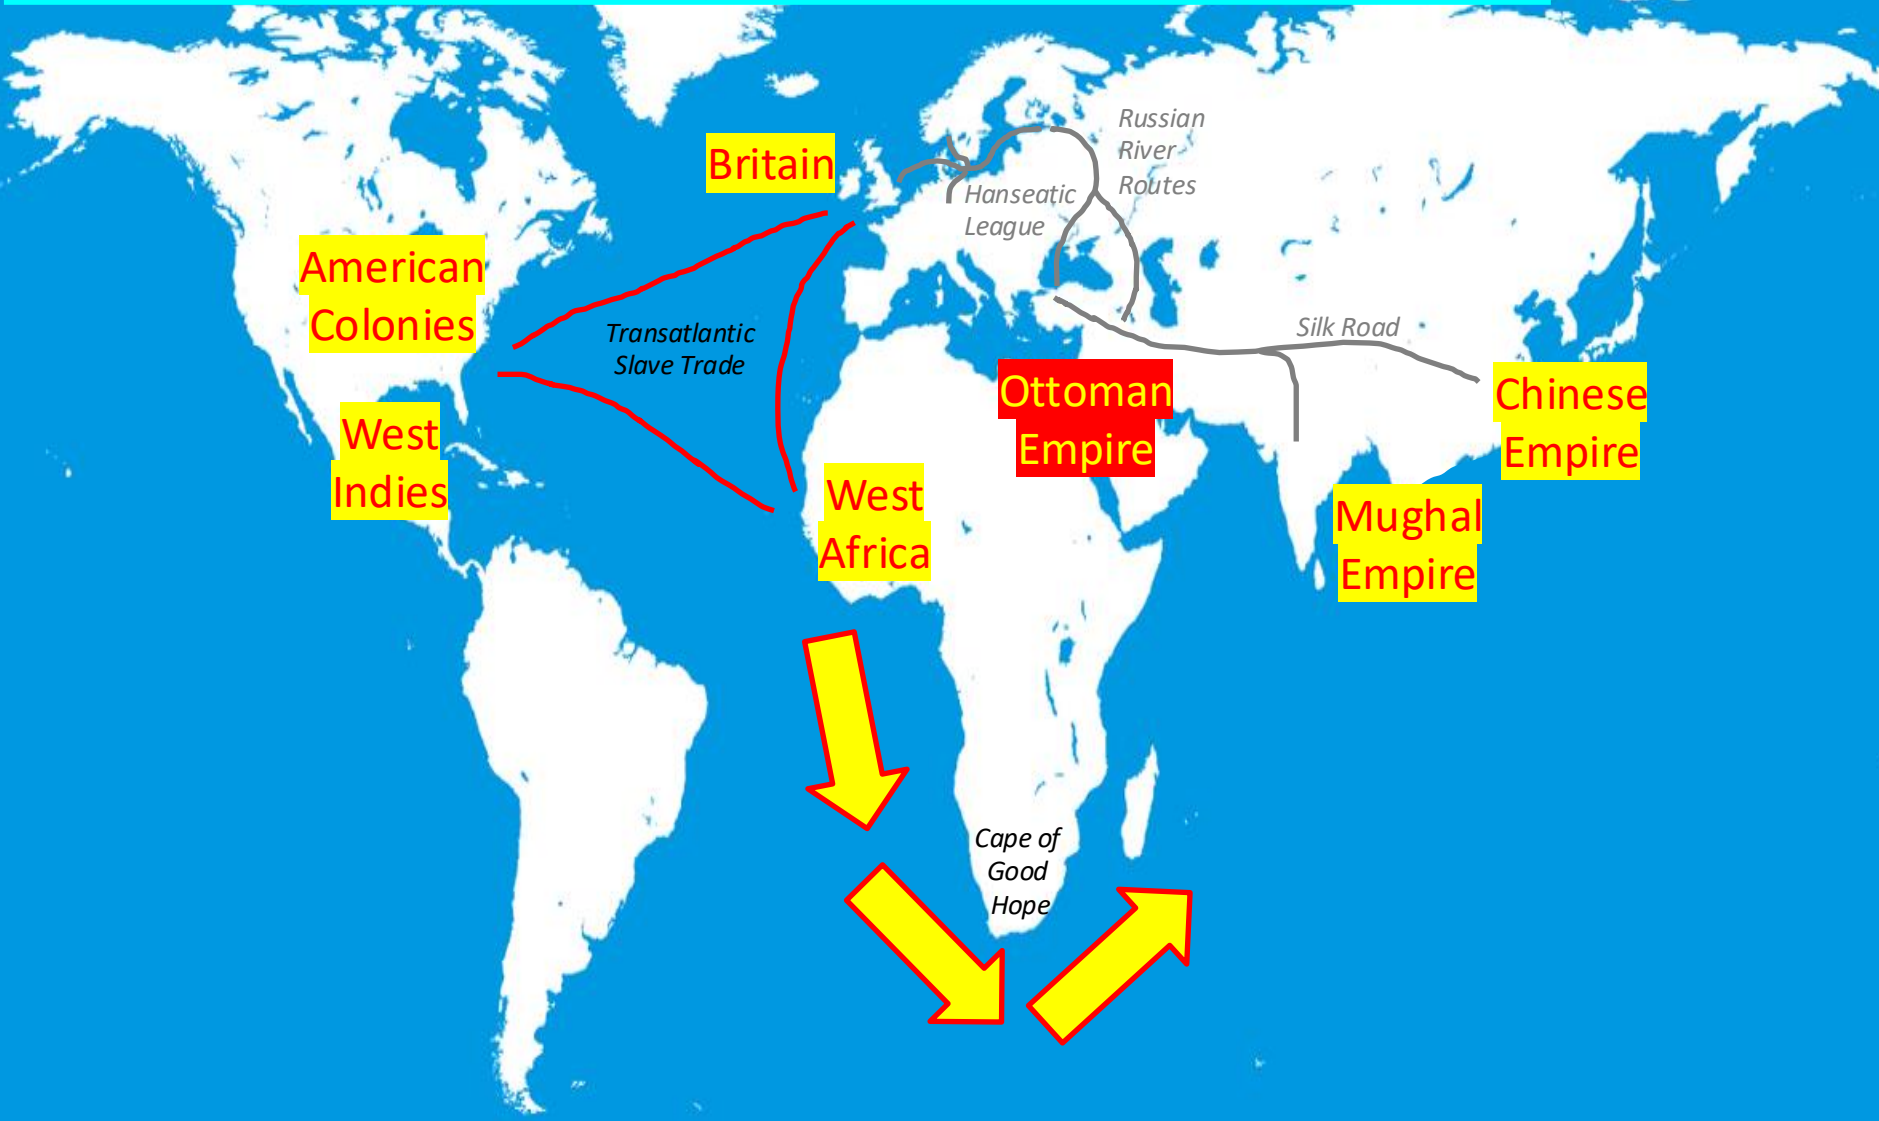 Russian
River
Routes
Britain
Hanseatic
League
American
Colonies
Transatlantic
Slave Trade
Silk Road
Ottoman
Empire
Chinese
Empire
West
Indies
West
Africa
Mughal
Empire
Cape of
Good
Hope